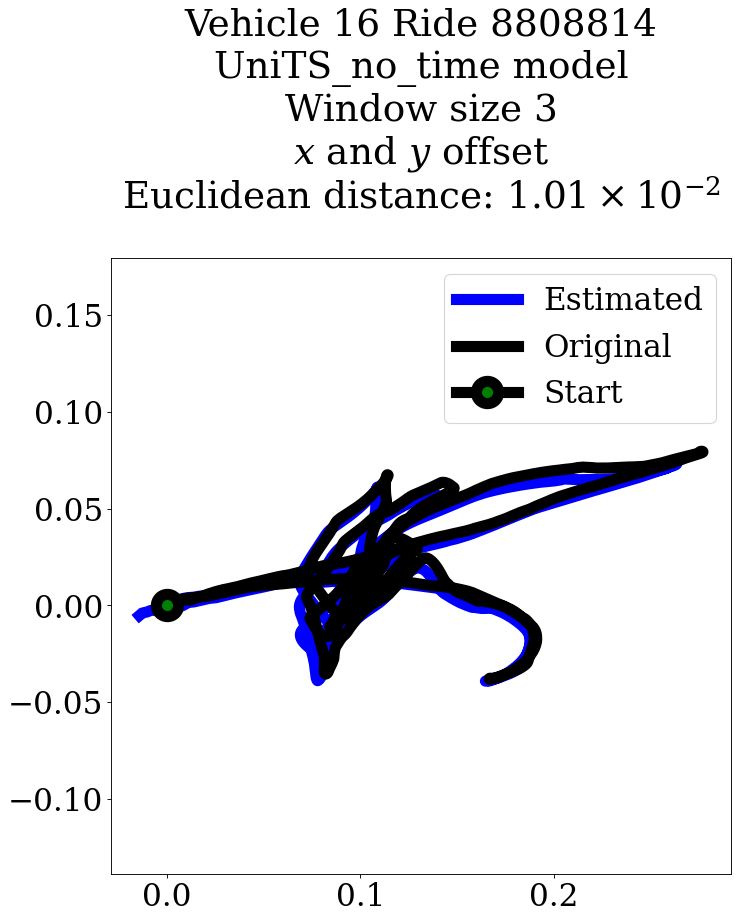 Vehicle 16 Ride 8808814
UniTS_no_time model
Window size 3
x and y offset
Euclidean distance: 1.01 × 10⁻²
Estimated
Original
Start
0.15
0.10
0.05
0.00
−0.05
−0.10
0.0 0.1 0.2